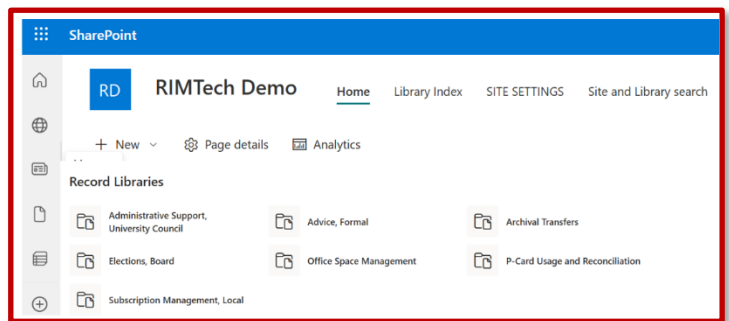 SharePoint
RD RIMTech Demo Home Library Index SITE SETTINGS Site and Library search
+ New Page details Analytics
Record Libraries
Administrative Support,
University Council
Advice, Formal
Archival Transfers
Elections, Board
Office Space Management
P-Card Usage and Reconciliation
Subscription Management, Local